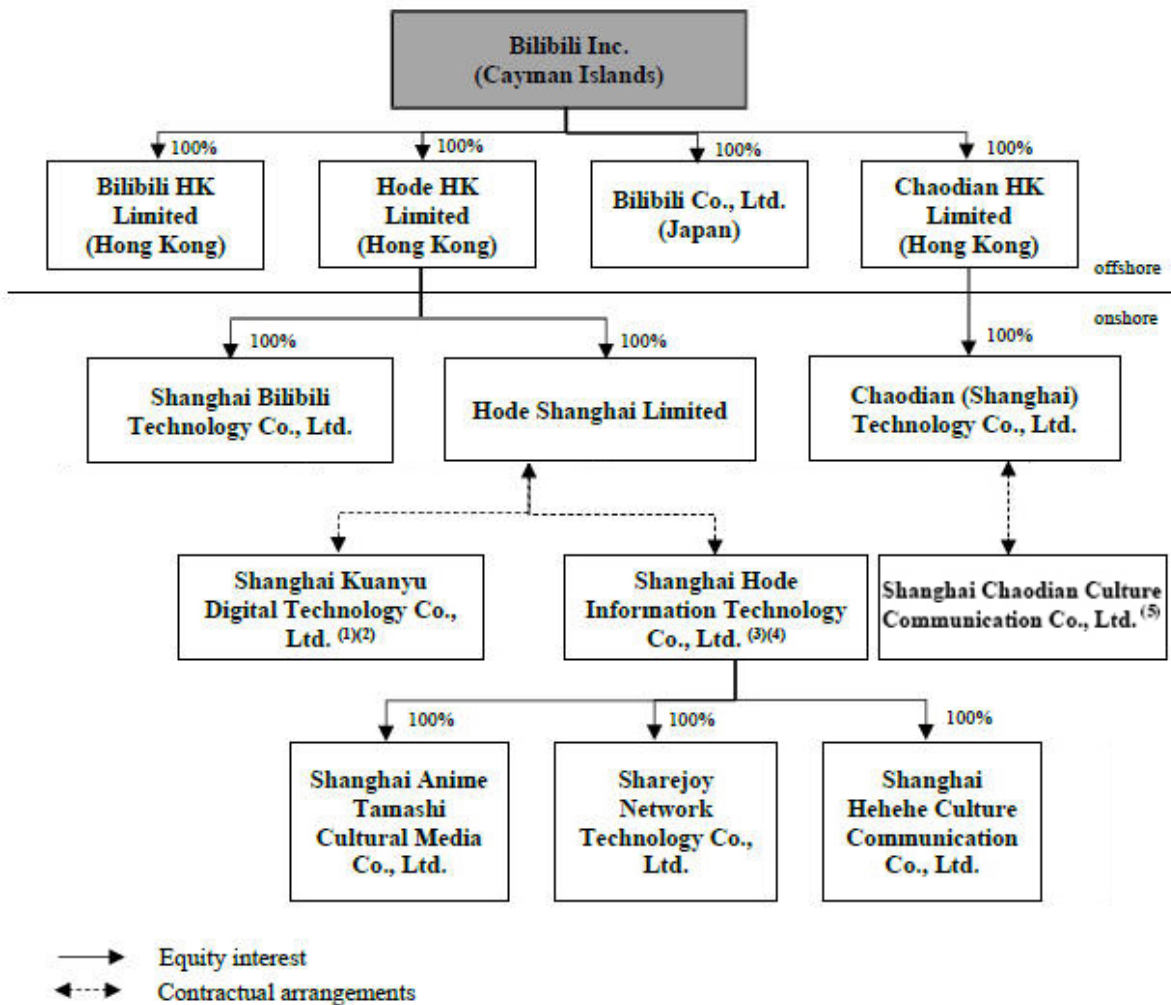 Bilibili Inc.
(Cayman Islands)
100%
100%
100%
100%
Bilibili HK
Limited
(Hong Kong)
Hode HK
Limited
(Hong Kong)
Bilibili Co., Ltd.
(Japan)
Chaodian HK
Limited
(Hong Kong)
offshore
onshore
100%
100%
100%
Shanghai Bilibili
Technology Co., Ltd.
Hode Shanghai Limited
Chaodian (Shanghai)
Technology Co., Ltd.
Shanghai Kuanyu
Digital Technology Co.,
Ltd. (1)(2)
Shanghai Hode
Information Technology
Co., Ltd. (3)(4)
Shanghai Chaodian Culture
Communication Co., Ltd. (5)
100%
100%
100%
Shanghai Anime
Tamashi
Cultural Media
Co., Ltd.
Sharejoy
Network
Technology Co.,
Ltd.
Shanghai
Hehehe Culture
Communication
Co., Ltd.
Equity interest
Contractual arrangements